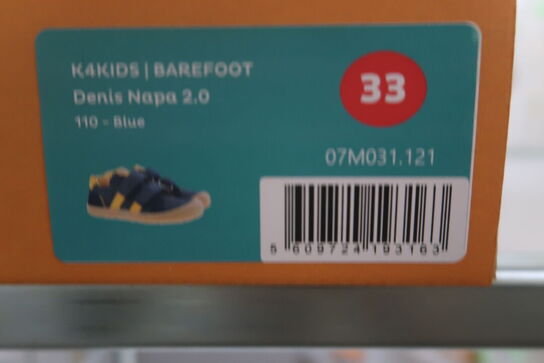 K4KIDS | BAREFOOT
Denis Napa 2.0
110 - Blue
33
07M031.121
5 609724 193163